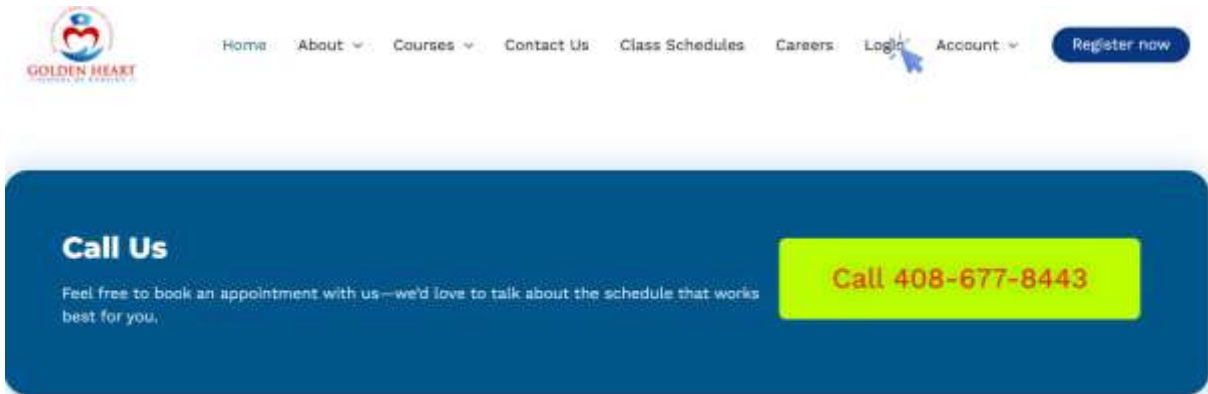 GOLDEN HEART
Home About Courses Contact Us Class Schedules Careers Login Account Register now
Call Us
Feel free to book an appointment with us—we'd love to talk about the schedule that works
best for you.
Call 408-677-8443